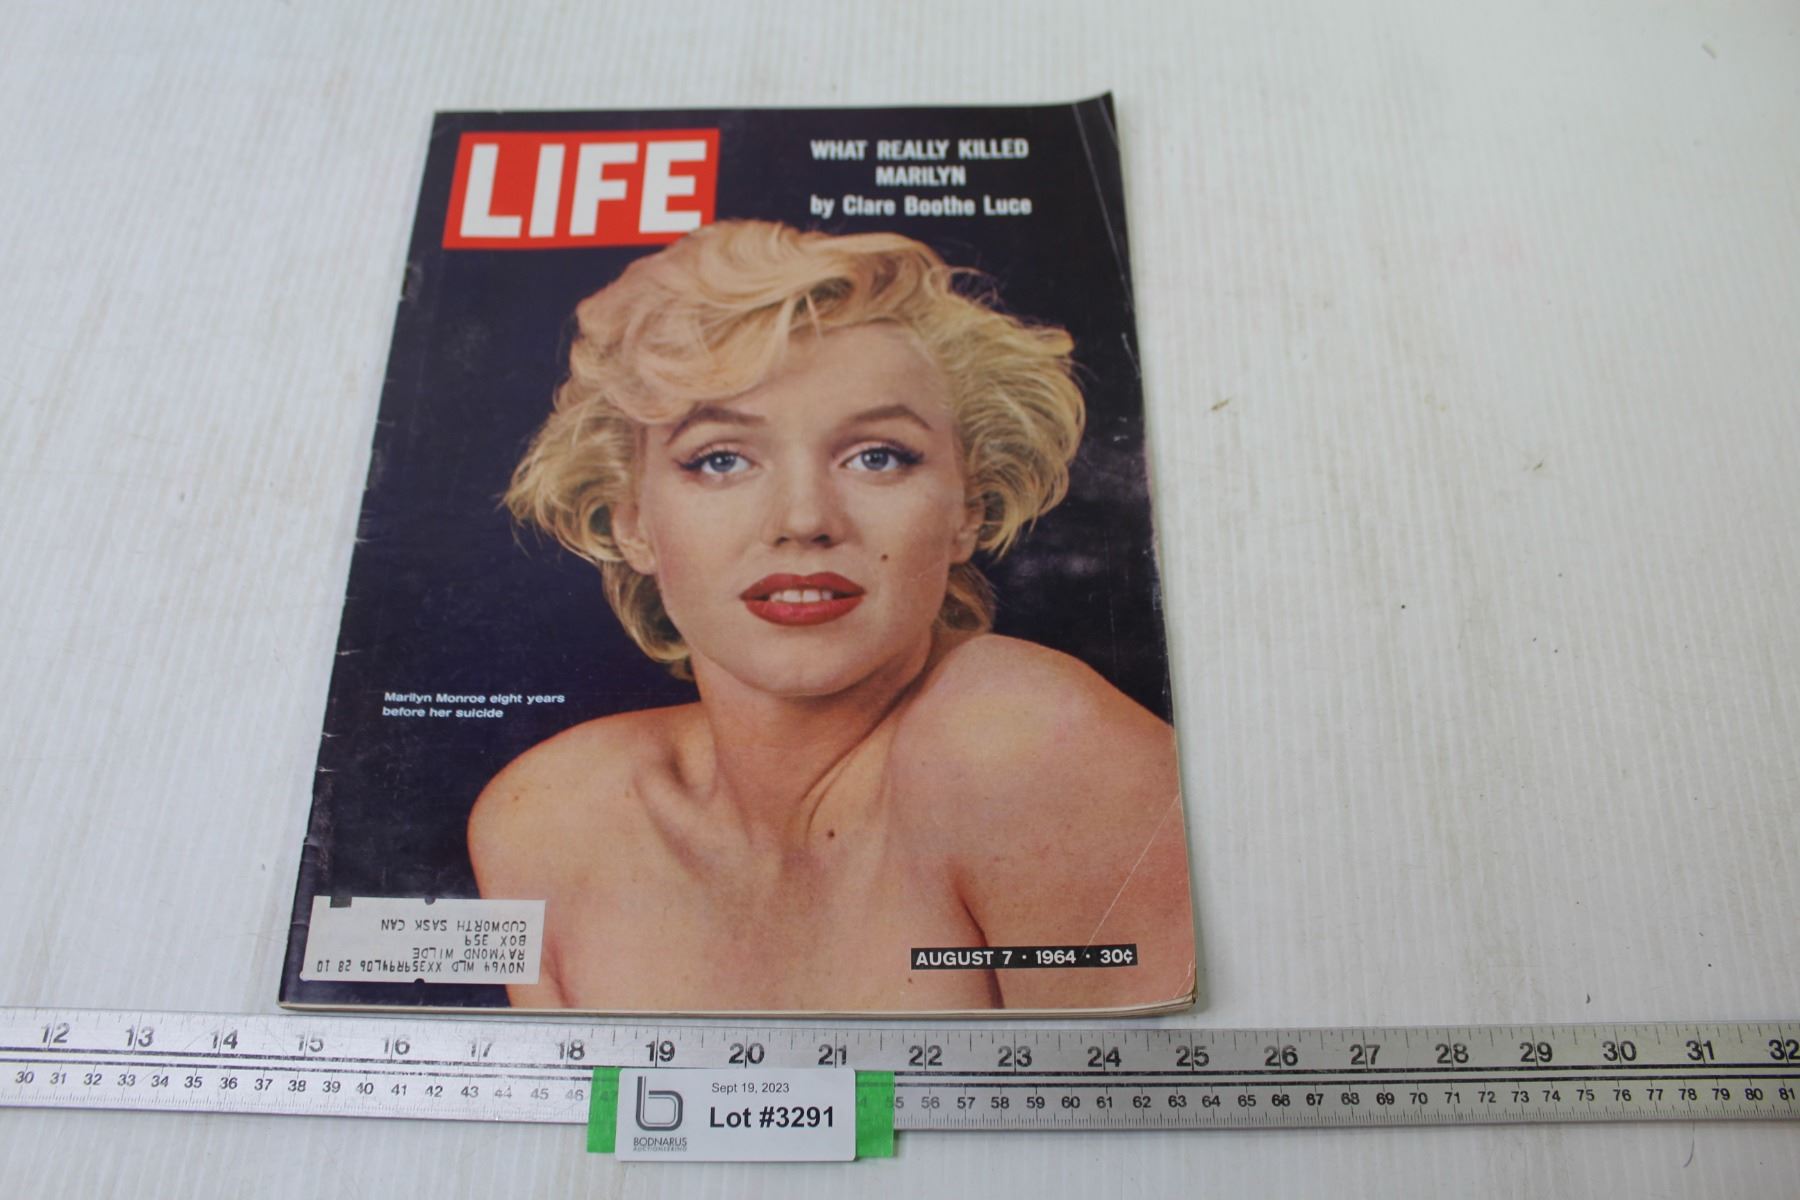 LIFE
WHAT REALLY KILLED
MARILYN
by Clare Boothe Luce
Marilyn Monroe eight years
before her suicide
NOV64 WLD XX359R99L06 28 10
RAYMOND WILDE
BOX 359
CUDWORTH SASK CAN
AUGUST 7 · 1964 · 30¢
12 13 14 15 16 17 18 19 20 21 22 23 24 25 26 27 28 29 30 31 32
30 31 32 33 34 35 36 37 38 39 40 41 42 43 44 45 46 47 55 56 57 58 59 60 61 62 63 64 65 66 67 68 69 70 71 72 73 74 75 76 77 78 79 80 81
Sept 19, 2023
Lot #3291
b
BODNARUS
AUCTIONEERING